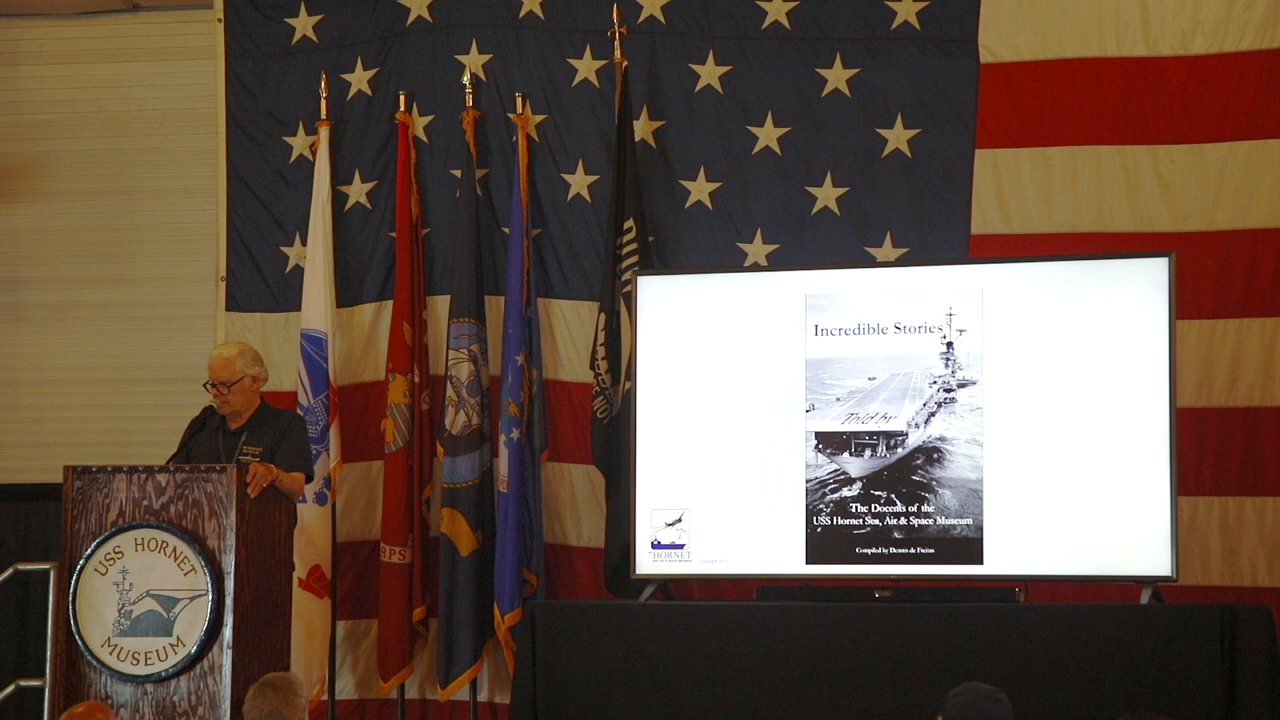 USS HORNET
MUSEUM
RPS
Incredible Stories
Told by
The Docents of the
USS Hornet Sea, Air & Space Museum
Compiled by Dennis de Freitas
HORNET